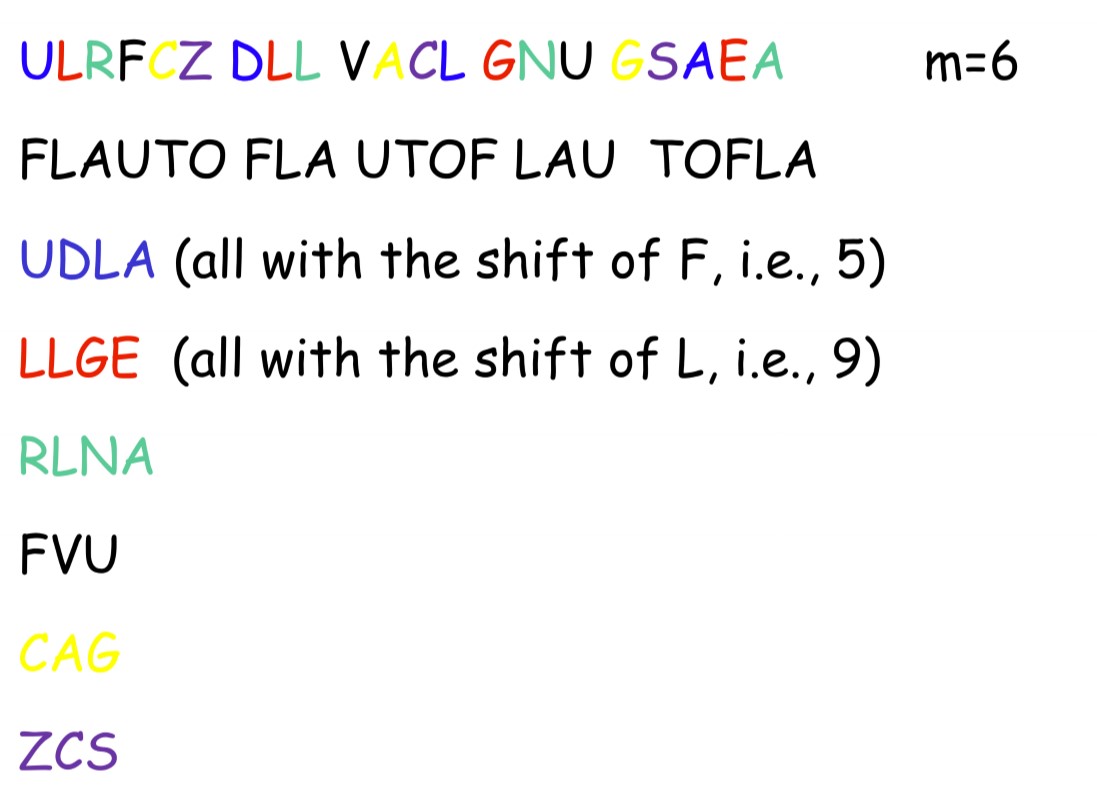 ULRFCZ DLL VACL GNU GSAEA m=6
FLAUTO FLA UTOF LAU TOFLA
UDLA (all with the shift of F, i.e., 5)
LLGE (all with the shift of L, i.e., 9)
RLNA
FVU
CAG
ZCS